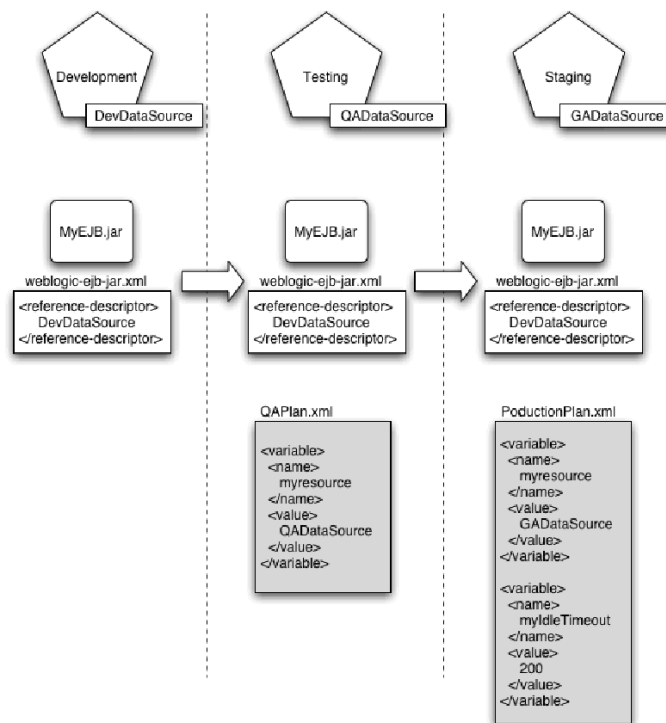 Development
DevDataSource
Testing
QADataSource
Staging
GADataSource
MyEJB.jar
weblogic-ejb-jar.xml
<reference-descriptor>
DevDataSource
</reference-descriptor>
MyEJB.jar
weblogic-ejb-jar.xml
<reference-descriptor>
DevDataSource
</reference-descriptor>
MyEJB.jar
weblogic-ejb-jar.xml
<reference-descriptor>
DevDataSource
</reference-descriptor>
QAPlan.xml
<variable>
<name>
myresource
</name>
<value>
QADataSource
</value>
</variable>
PoductionPlan.xml
<variable>
<name>
myresource
</name>
<value>
GADataSource
</value>
</variable>
<variable>
<name>
myIdleTimeout
</name>
<value>
200
</value>
</variable>